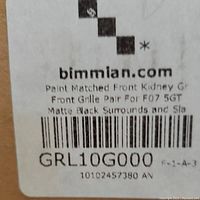 *
bimmian.com
Paint Matched Front Kidney Gr
Front Grille Pair For F07 5GT
Matte Black Surrounds and Sla
GRL10G000 F-1-A-3
10102457380 AN